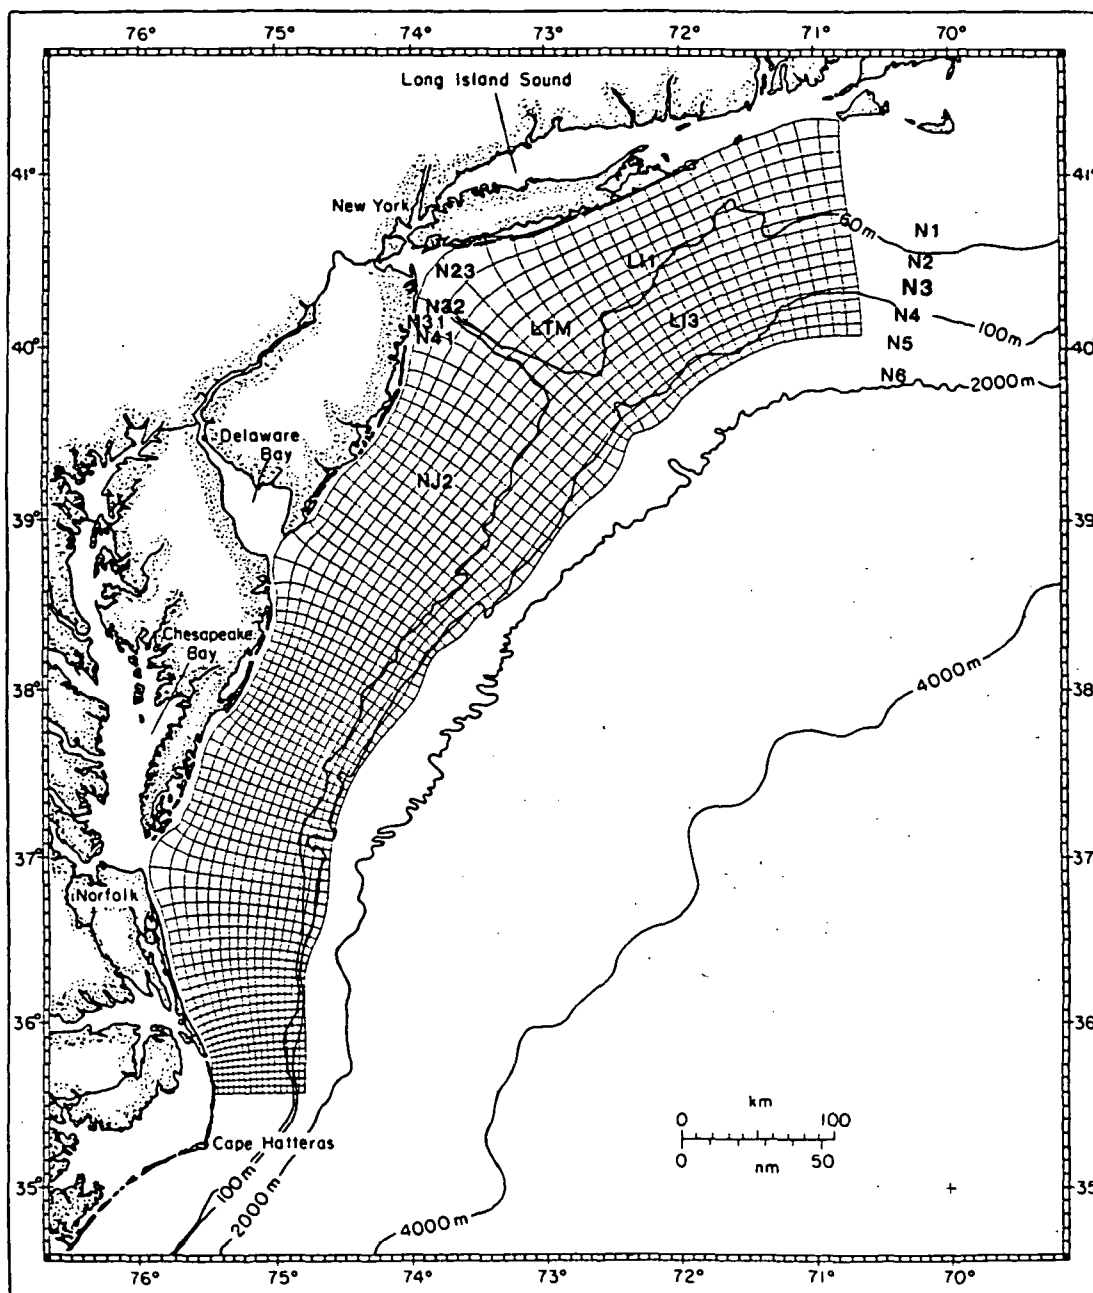 76° 75° 74° 73° 72° 71° 70°
Long Island Sound
41° 41°
New York
60m N1
N23 LI1 N2
N3
N32 LTM LI3 N4
N31
N41 100m
40° N5 40°
N6 2000m
Delaware
Bay
NJ2
39° 39
Chesapeake
Bay
4000m
38° 38
37° 37
Norfolk
36° 36
km
0 100
0 50
nm
Cape Hatteras
35° 35
100m
2000m
4000m
76° 75° 74° 73° 72° 71° 70°